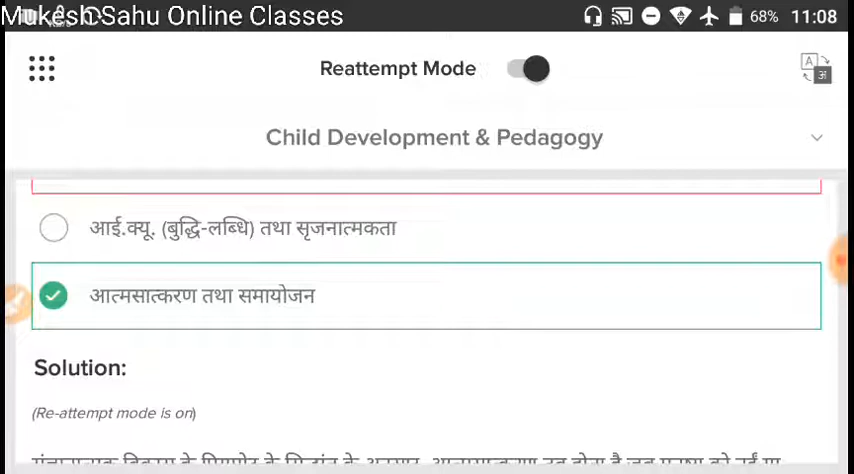 Mukesh Sahu Online Classes
68% 11:08
Reattempt Mode
A
अ
Child Development & Pedagogy
आई.क्यू. (बुद्धि-लब्धि) तथा सृजनात्मकता
आत्मसात्करण तथा समायोजन
Solution:
(Re-attempt mode is on)